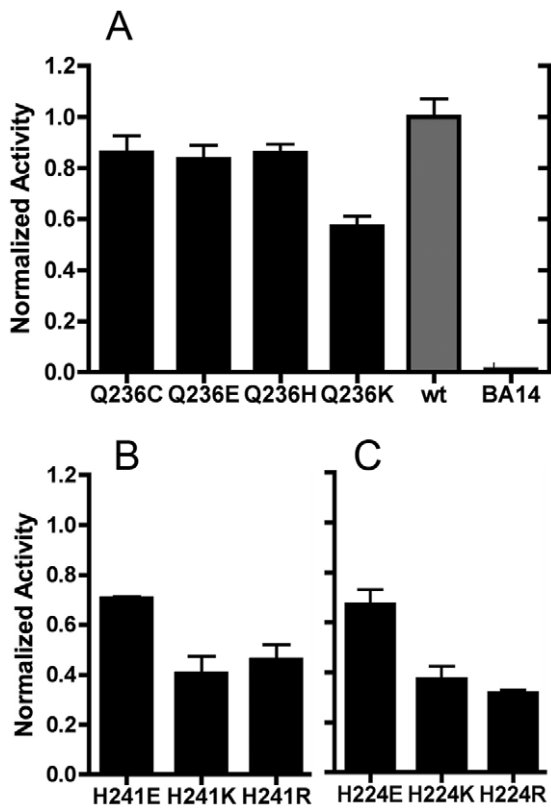 A
Normalized Activity
1.2
1.0
0.8
0.6
0.4
0.2
0.0
Q236C Q236E Q236H Q236K wt BA14
B
C
Normalized Activity
1.2
1.0
0.8
0.6
0.4
0.2
0.0
H241E H241K H241R
H224E H224K H224R